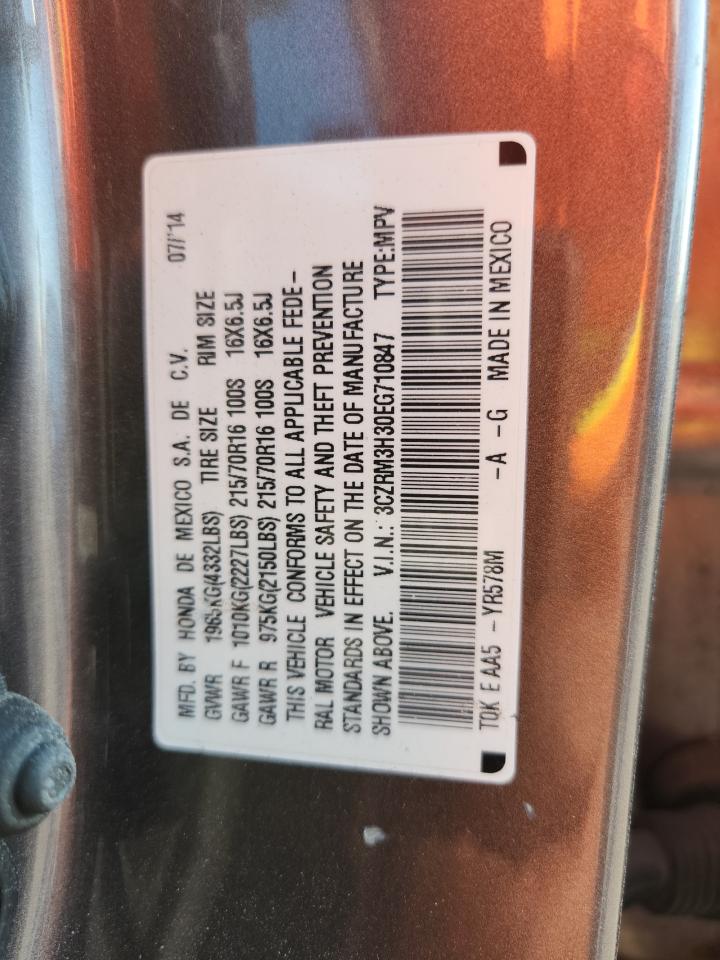 MFD. BY HONDA DE MEXICO S.A. DE C.V. 07/'14
GVWR 1965KG(4332LBS) TIRE SIZE RIM SIZE
GAWR F 1010KG(2227LBS) 215/70R16 100S 16X6.5J
GAWR R 975KG(2150LBS) 215/70R16 100S 16X6.5J
THIS VEHICLE CONFORMS TO ALL APPLICABLE FEDE-
RAL MOTOR VEHICLE SAFETY AND THEFT PREVENTION
STANDARDS IN EFFECT ON THE DATE OF MANUFACTURE
SHOWN ABOVE. V.I.N.: 3CZRM3H30EG710847 TYPE:MPV
T0K E AA5 -YR578M -A -G MADE IN MEXICO